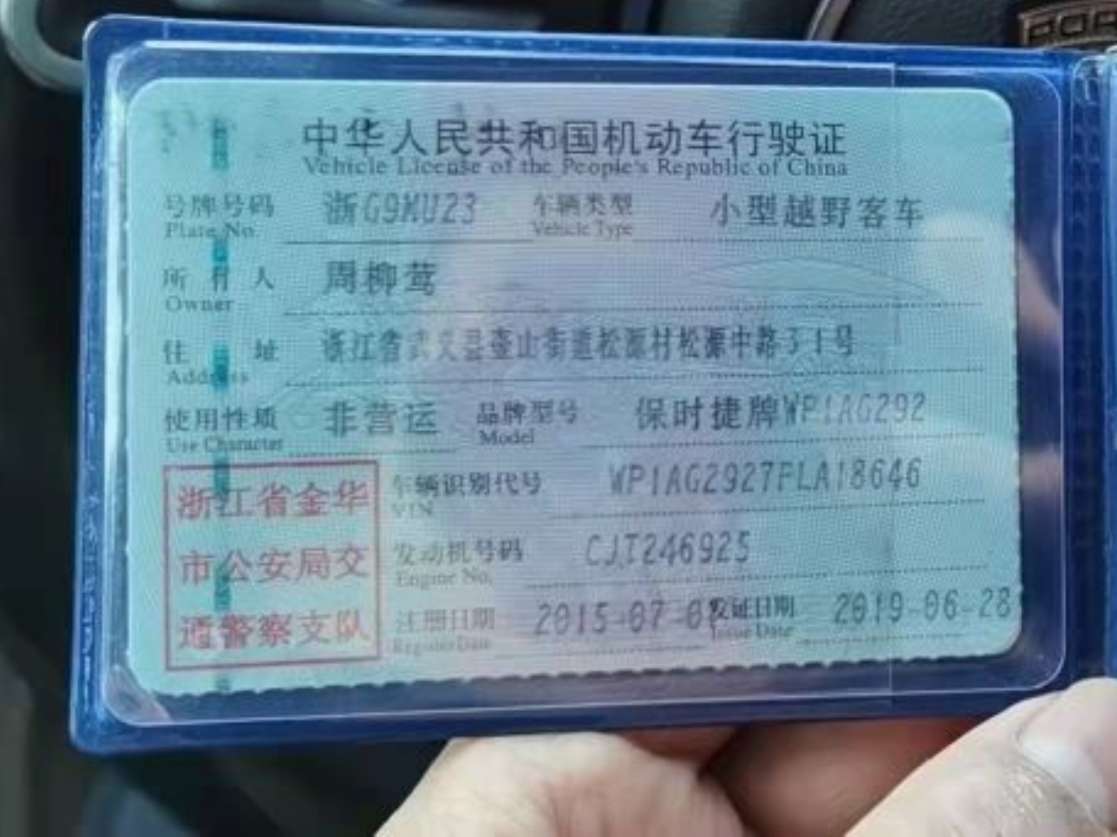 中华人民共和国机动车行驶证
Vehicle License of the People's Republic of China
号牌号码 浙G9MU23 车辆类型 小型越野客车
Plate No. Vehicle Type
所有人 周柳莺
Owner
住址 浙江省武义县壶山街道松源村松源中路31号
Address
使用性质 非营运 品牌型号 保时捷牌WP1AG292
Use Character Model
浙江省金华 车辆识别代号 WP1AG2927FLA18646
VIN
市公安局交 发动机号码 CJT246925
Engine No.
通警察支队 注册日期 2015-07-0 发证日期 2019-06-28
Register Date Issue Date